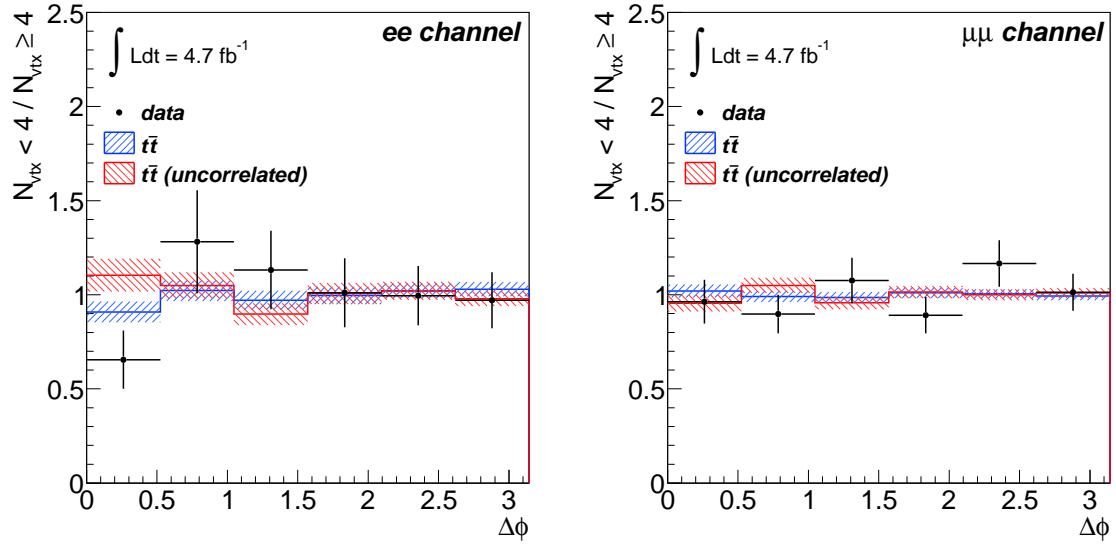 N_vtx < 4 / N_vtx ≥ 4
2.5
2
1.5
1
0.5
0
ee channel
∫ Ldt = 4.7 fb⁻¹
data
tt̄
tt̄ (uncorrelated)
0 0.5 1 1.5 2 2.5 3
Δϕ
N_vtx < 4 / N_vtx ≥ 4
2.5
2
1.5
1
0.5
0
μμ channel
∫ Ldt = 4.7 fb⁻¹
data
tt̄
tt̄ (uncorrelated)
0 0.5 1 1.5 2 2.5 3
Δϕ